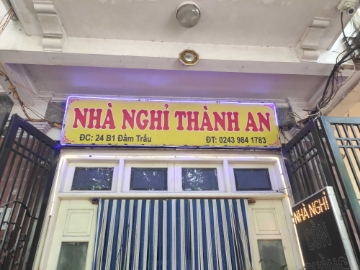 NHÀ NGHỈ THÀNH AN
ĐC: 24 B1 Đầm Trấu ĐT: 0243 984 1783
NHÀ NGHỈ